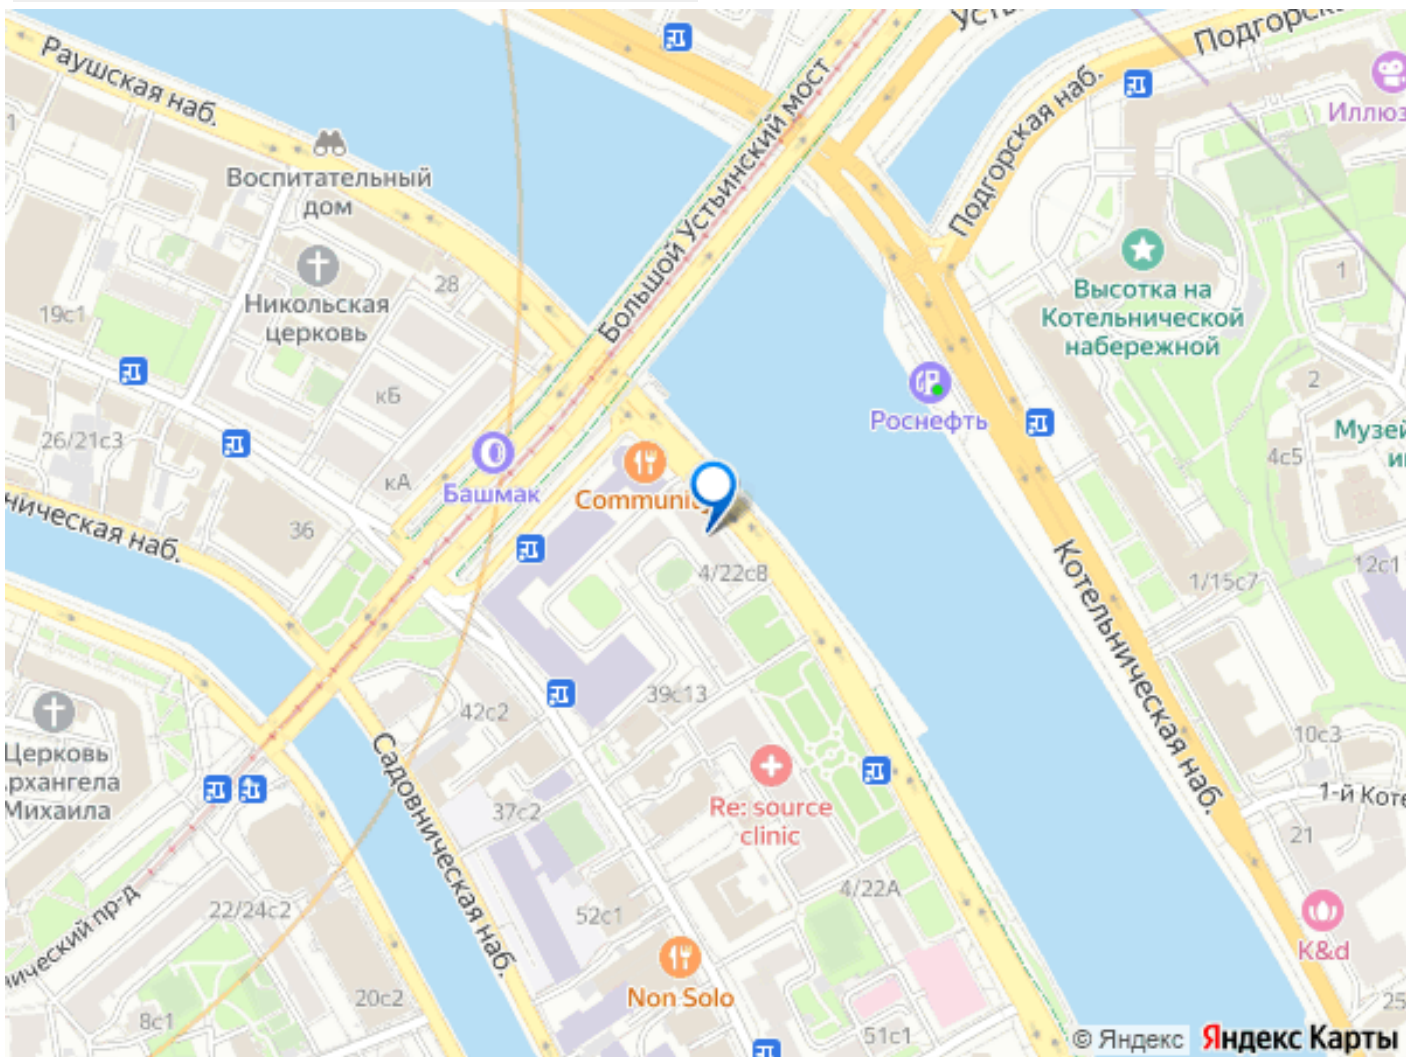 Раушская наб.
Воспитательный
дом
Никольская
церковь
28
1
19с1
26/21с3
кБ
кА
36
Башмак
Большой Устьинский мост
Подгорская наб.
Иллюз
Высотка на
Котельнической
набережной
1
2
Музей
4с5
Роснефть
Communi
4/22с8
1/15с7
12с1
Котельническая наб.
ническая наб.
39с13
42с2
Садовническая наб.
Церковь
рхангела
Михаила
37с2
Re: source
clinic
10с3
1-й Коте
21
4/22А
22/24с2
52с1
нический пр-д
K&d
Non Solo
20с2
8с1
51с1
25
© Яндекс Яндекс Карты